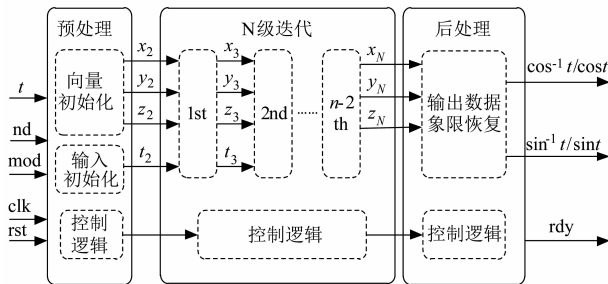 预处理
N级迭代
后处理
t
nd
mod
clk
rst
向量
初始化
输入
初始化
控制
逻辑
x2
y2
z2
t2
1st
x3
y3
z3
t3
2nd
......
n-2
th
xN
yN
zN
控制逻辑
输出数据
象限恢复
控制逻辑
cos⁻¹ t/cost
sin⁻¹ t/sint
rdy